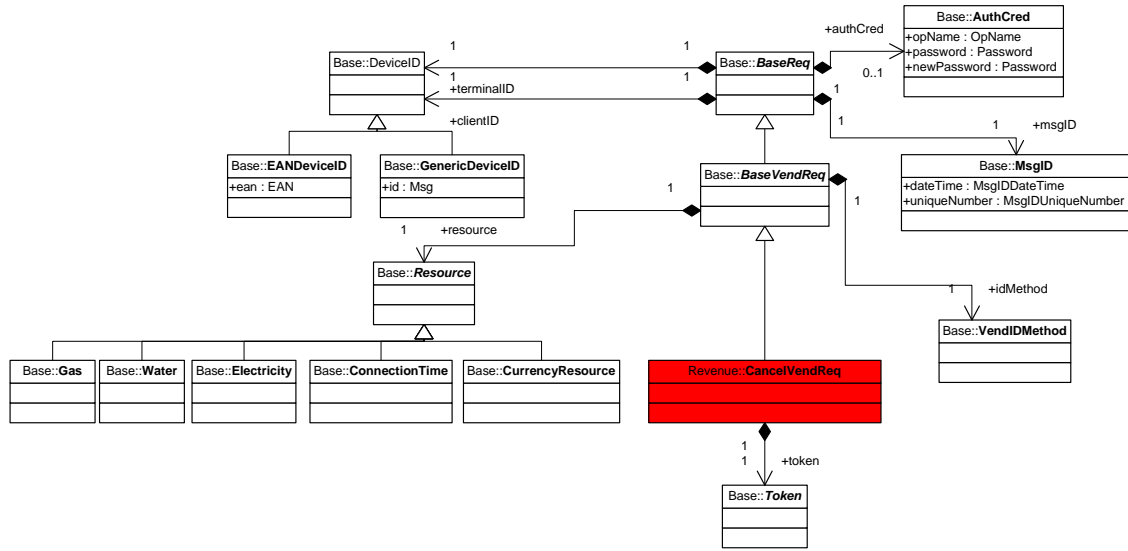 Base::AuthCred
+opName : OpName
+password : Password
+newPassword : Password
+authCred
0..1
1
1
Base::DeviceID
Base::BaseReq
1
1
+terminalID
1
1
+clientID
1
+msgID
Base::EANDeviceID
+ean : EAN
Base::GenericDeviceID
+id : Msg
Base::BaseVendReq
Base::MsgID
+dateTime : MsgIDDateTime
+uniqueNumber : MsgIDUniqueNumber
1
1
1
+resource
Base::Resource
1
+idMethod
Base::VendIDMethod
Base::Gas
Base::Water
Base::Electricity
Base::ConnectionTime
Base::CurrencyResource
Revenue::CancelVendReq
1
1
+token
Base::Token